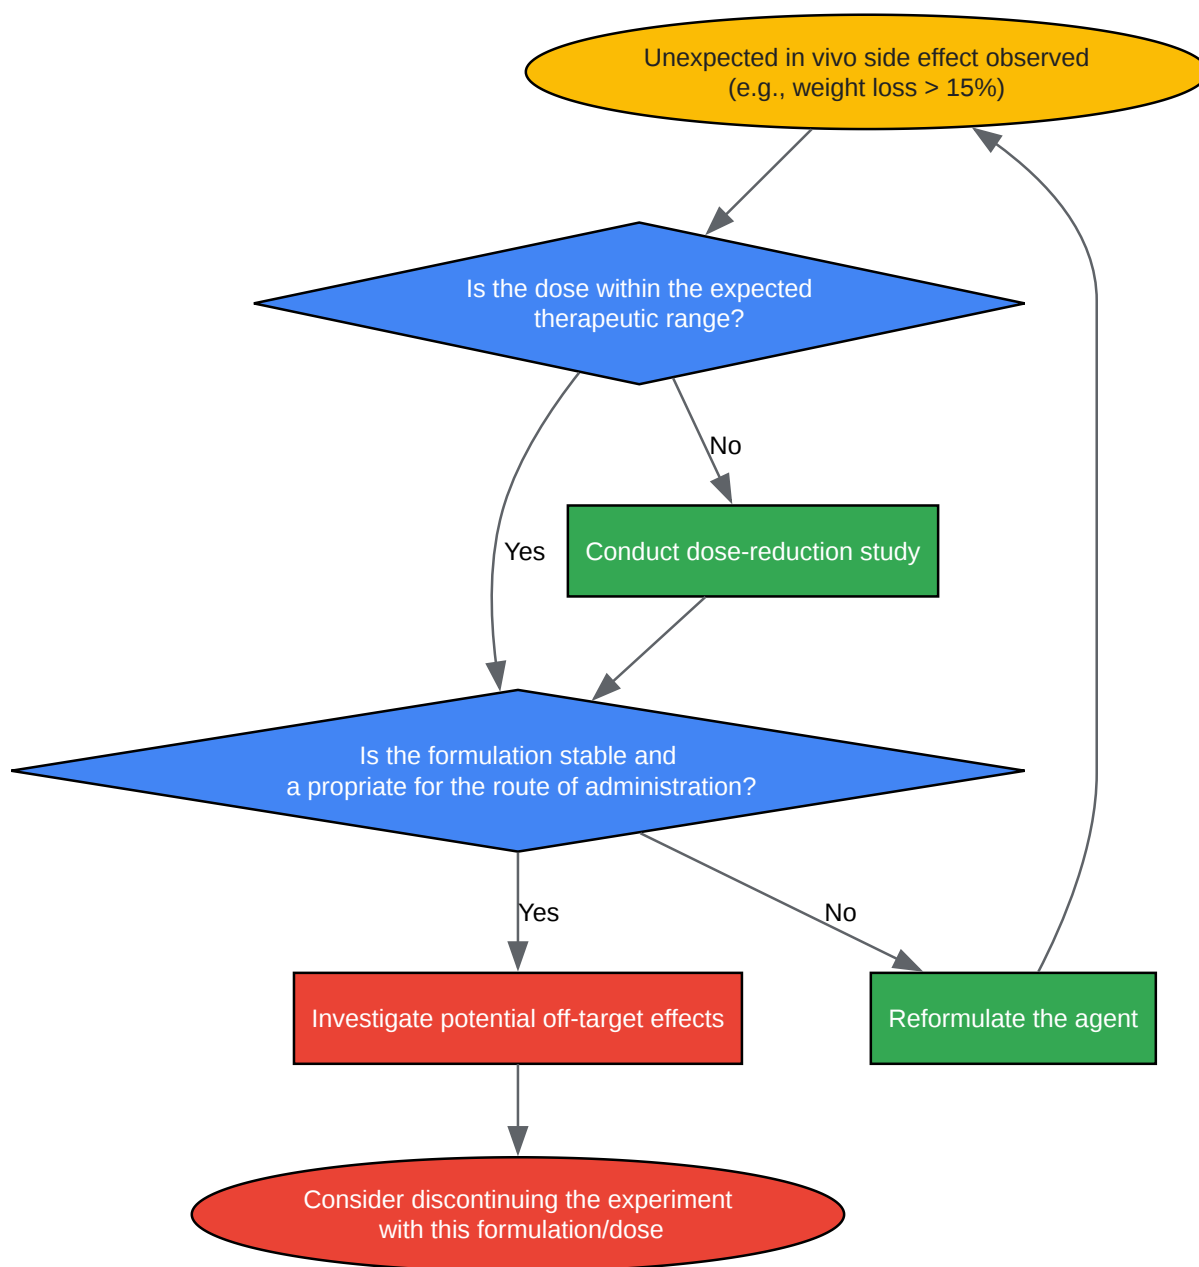 Unexpected in vivo side effect observed
(e.g., weight loss > 15%)
Is the dose within the expected
therapeutic range?
No
Yes
Conduct dose-reduction study
Is the formulation stable and
a propriate for the route of administration?
Yes
No
Investigate potential off-target effects
Reformulate the agent
Consider discontinuing the experiment
with this formulation/dose